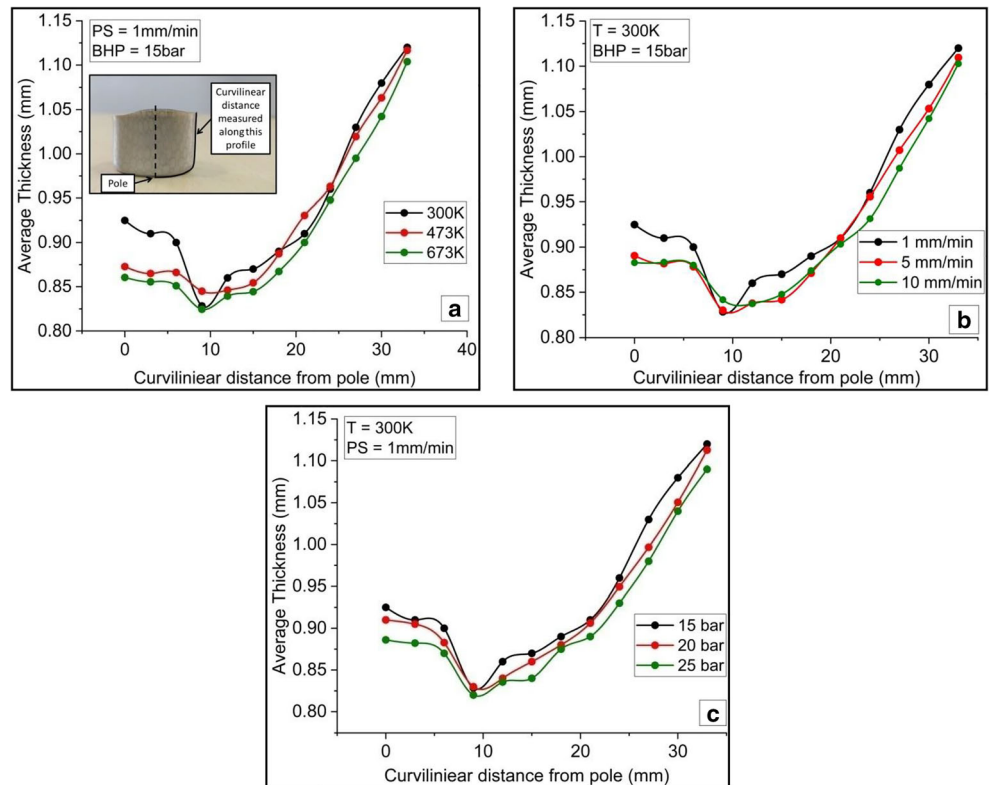 PS = 1mm/min
BHP = 15bar
Curvilinear
distance
measured
along this
profile
Pole
300K
473K
673K
a
1.15
1.10
1.05
1.00
0.95
0.90
0.85
0.80
Average Thickness (mm)
0 10 20 30 40
Curviliniear distance from pole (mm)
T = 300K
BHP = 15bar
1 mm/min
5 mm/min
10 mm/min
b
1.15
1.10
1.05
1.00
0.95
0.90
0.85
0.80
Average Thickness (mm)
0 10 20 30
Curviliniear distance from pole (mm)
T = 300K
PS = 1mm/min
15 bar
20 bar
25 bar
c
1.15
1.10
1.05
1.00
0.95
0.90
0.85
0.80
Average Thickness (mm)
0 10 20 30
Curviliniear distance from pole (mm)